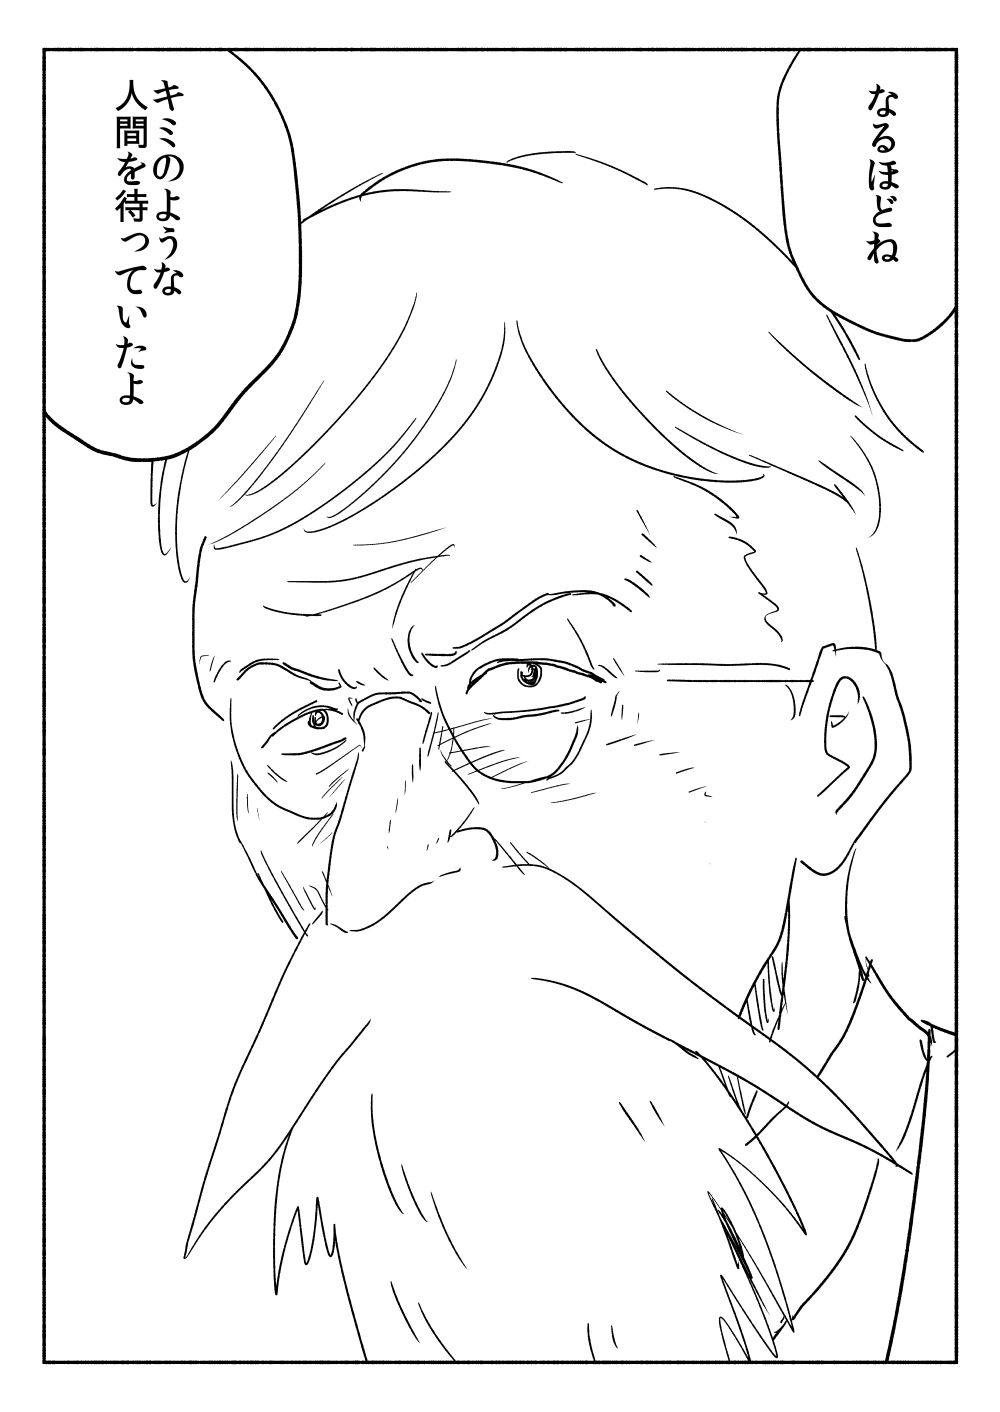 なるほどね
キミのような
人間を待っていたよ